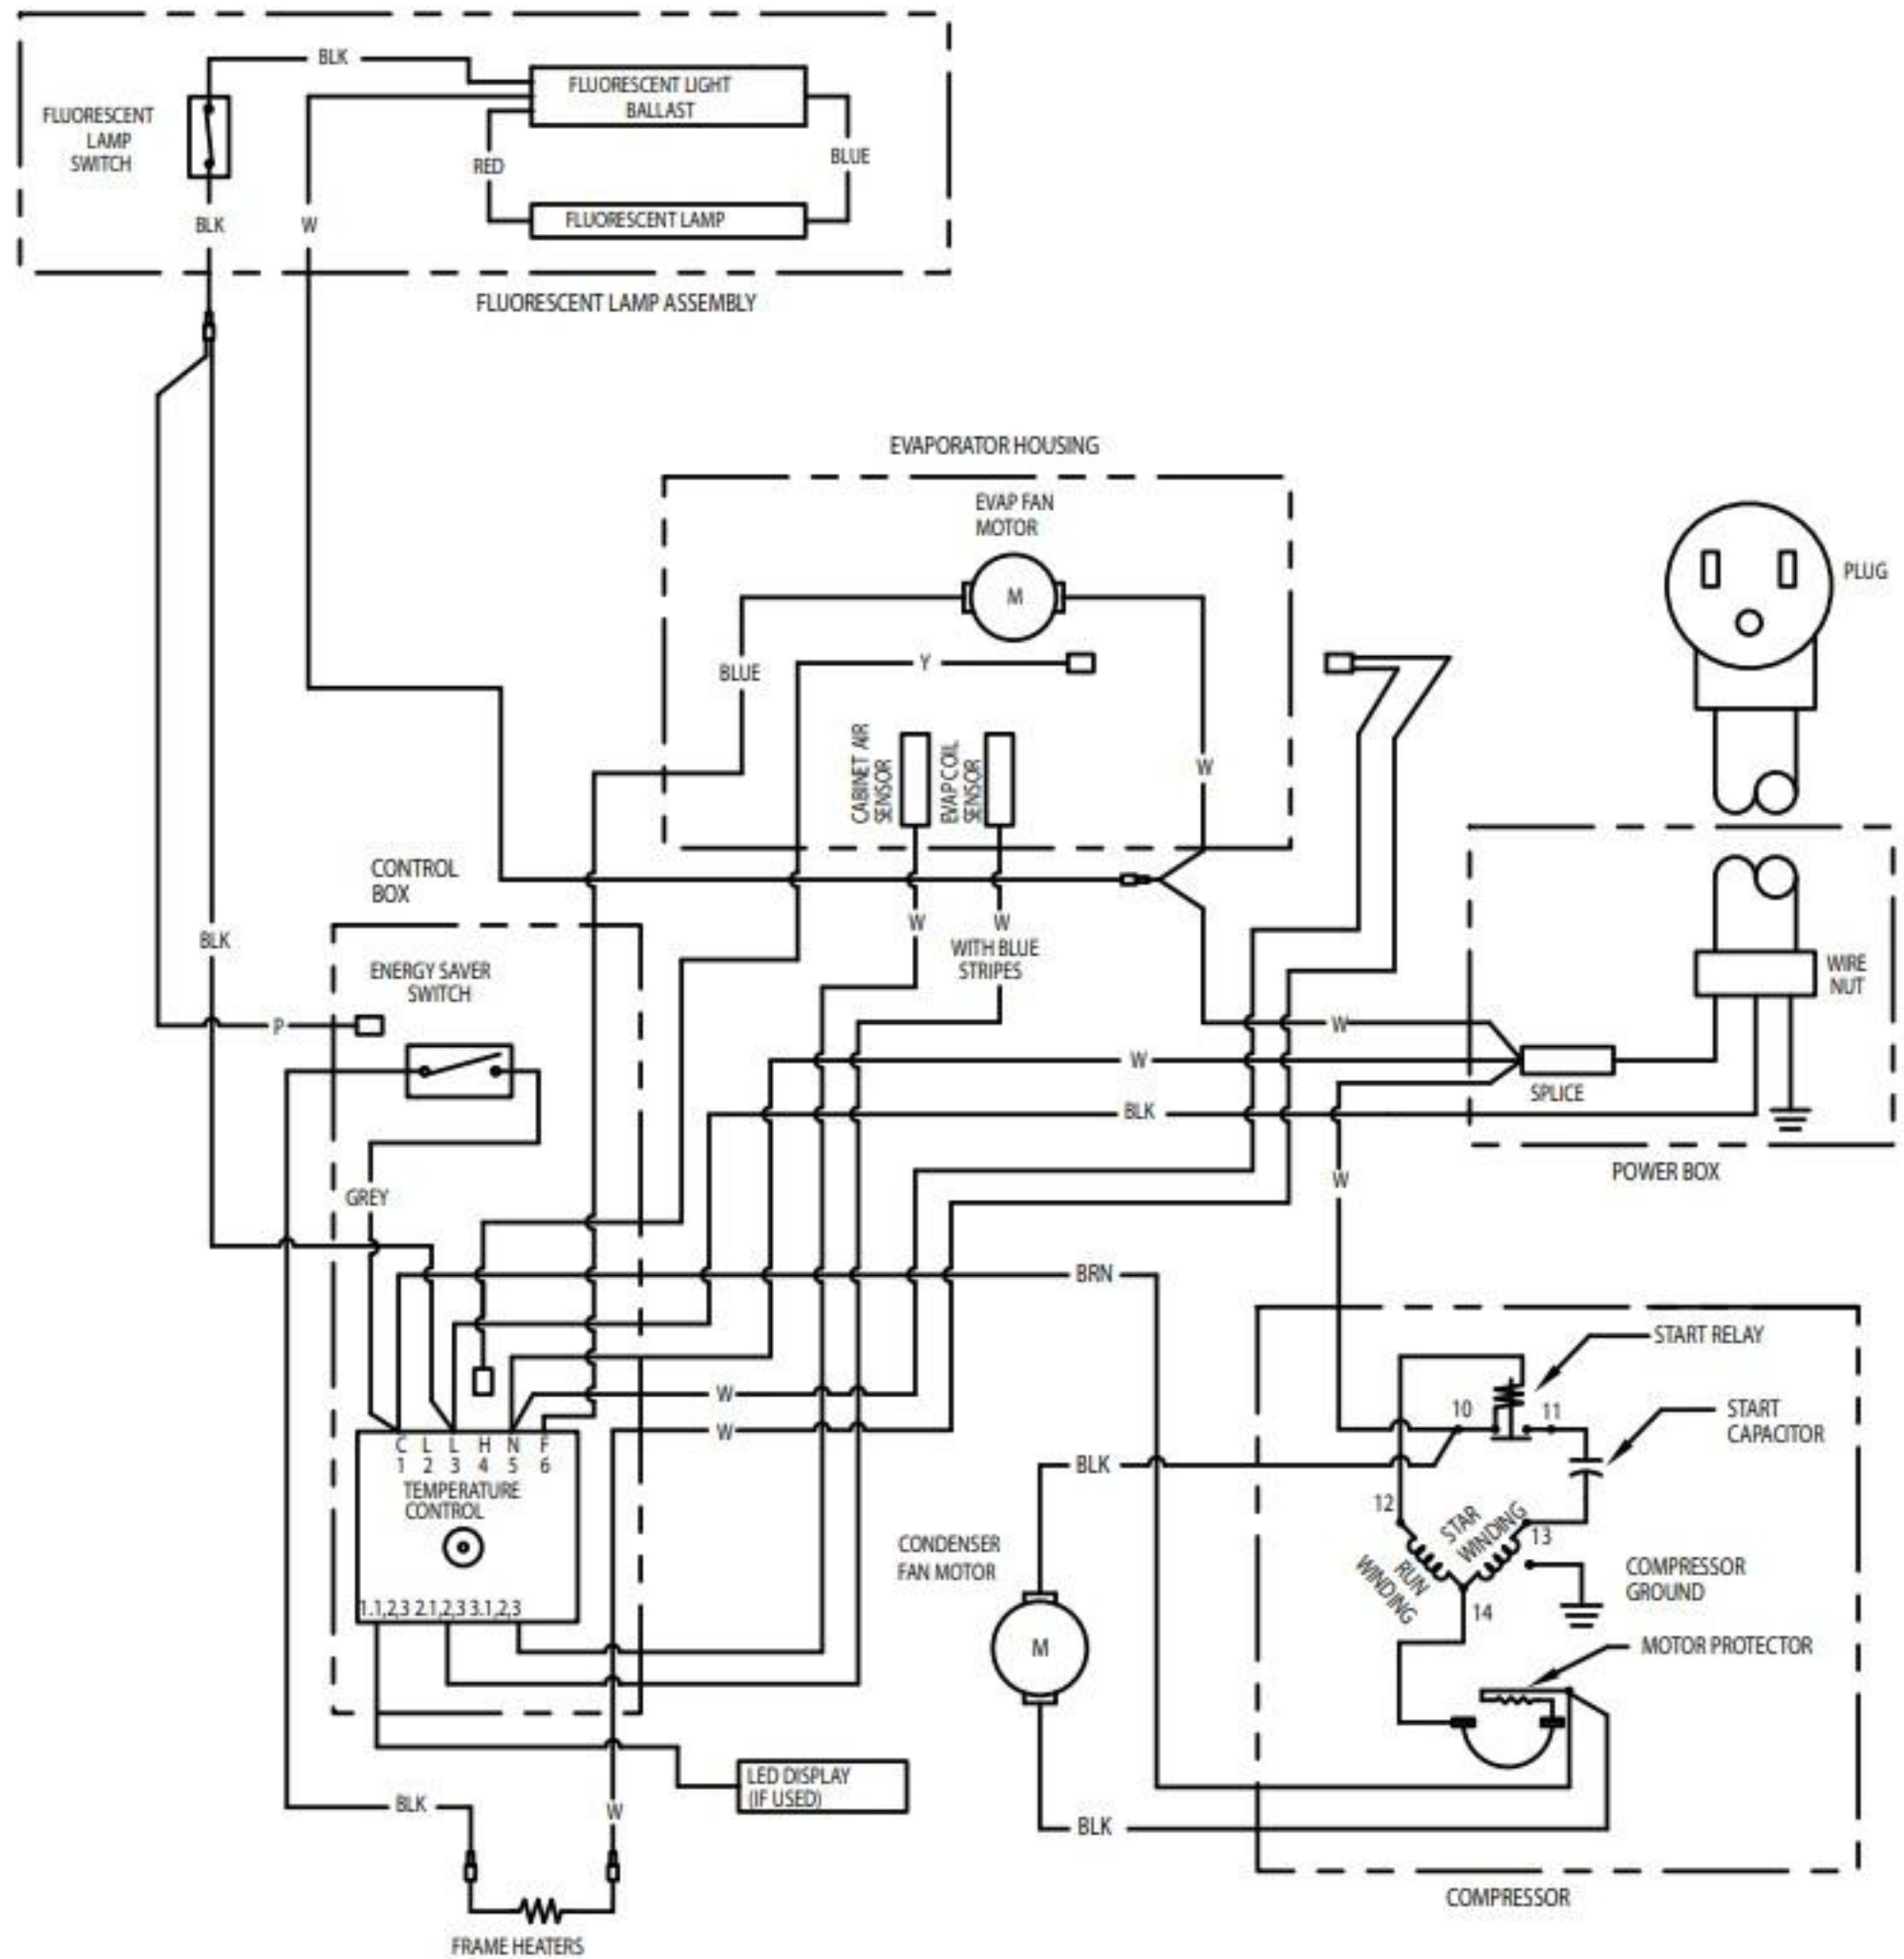 BLK
FLUORESCENT LIGHT
BALLAST
FLUORESCENT
LAMP
SWITCH
RED
BLUE
BLK
W
FLUORESCENT LAMP
FLUORESCENT LAMP ASSEMBLY
EVAPORATOR HOUSING
EVAP FAN
MOTOR
M
PLUG
BLUE
Y
CABINET AIR
SENSOR
EVAP COIL
SENSOR
W
CONTROL
BOX
BLK
W
W
WITH BLUE
STRIPES
ENERGY SAVER
SWITCH
WIRE
NUT
P
W
W
SPLICE
BLK
POWER BOX
W
GREY
BRN
START RELAY
W
10
11
START
CAPACITOR
W
C L L H N F
1 2 3 4 5 6
TEMPERATURE
CONTROL
BLK
12
STAR
WINDING
13
CONDENSER
FAN MOTOR
RUN
WINDING
COMPRESSOR
GROUND
1.1,2,3 2.1,2,3 3.1,2,3
14
M
MOTOR PROTECTOR
LED DISPLAY
(IF USED)
BLK
W
BLK
COMPRESSOR
FRAME HEATERS